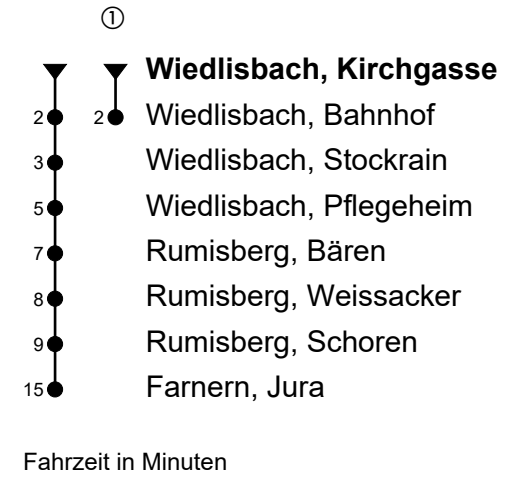 ①
Wiedlisbach, Kirchgasse
2 2 Wiedlisbach, Bahnhof
3 Wiedlisbach, Stockrain
5 Wiedlisbach, Pflegeheim
7 Rumisberg, Bären
8 Rumisberg, Weissacker
9 Rumisberg, Schoren
15 Farnern, Jura
Fahrzeit in Minuten